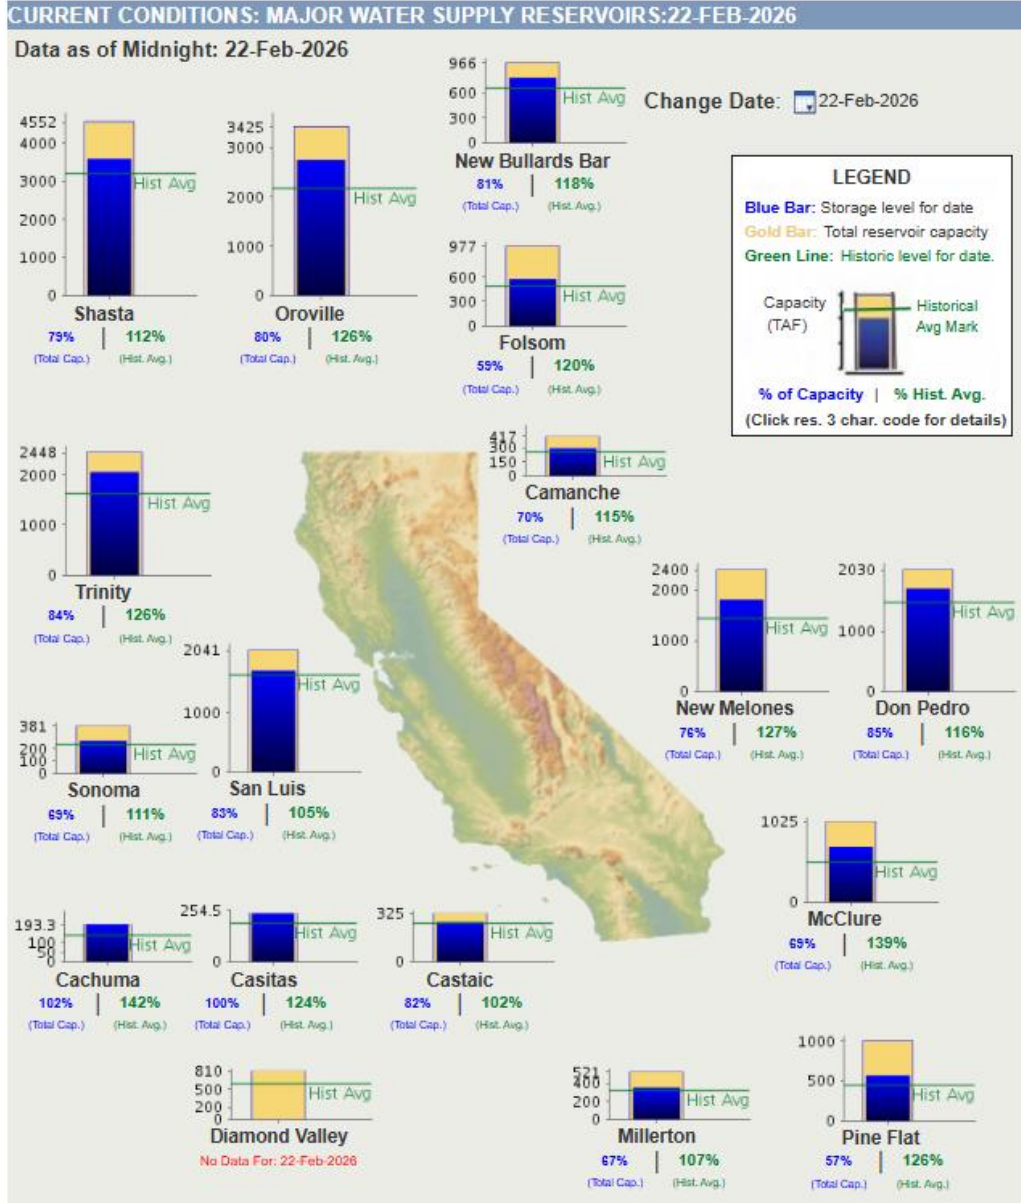 CURRENT CONDITIONS: MAJOR WATER SUPPLY RESERVOIRS:22-FEB-2026
Data as of Midnight: 22-Feb-2026
Change Date: 22-Feb-2026
966
600
300
0
Hist Avg
New Bullards Bar
81% | 118%
(Total Cap.) (Hist. Avg.)
4552
4000
3000
2000
1000
0
Hist Avg
Shasta
79% | 112%
(Total Cap.) (Hist. Avg.)
3425
3000
2000
1000
0
Hist Avg
Oroville
80% | 126%
(Total Cap.) (Hist. Avg.)
977
600
300
0
Hist Avg
Folsom
59% | 120%
(Total Cap.) (Hist. Avg.)
LEGEND
Blue Bar: Storage level for date
Gold Bar: Total reservoir capacity
Green Line: Historic level for date.
Capacity
(TAF)
Historical
Avg Mark
% of Capacity | % Hist. Avg.
(Click res. 3 char. code for details)
2448
2000
1000
0
Hist Avg
Trinity
84% | 126%
(Total Cap.) (Hist. Avg.)
417
300
150
0
Hist Avg
Camanche
70% | 115%
(Total Cap.) (Hist. Avg.)
2400
2000
1000
0
Hist Avg
New Melones
76% | 127%
(Total Cap.) (Hist. Avg.)
2030
1000
0
Hist Avg
Don Pedro
85% | 116%
(Total Cap.) (Hist. Avg.)
381
200
100
0
Hist Avg
Sonoma
69% | 111%
(Total Cap.) (Hist. Avg.)
2041
1000
0
Hist Avg
San Luis
83% | 105%
(Total Cap.) (Hist. Avg.)
1025
0
Hist Avg
McClure
69% | 139%
(Total Cap.) (Hist. Avg.)
193.3
100
50
0
Hist Avg
Cachuma
102% | 142%
(Total Cap.) (Hist. Avg.)
254.5
0
Hist Avg
Casitas
100% | 124%
(Total Cap.) (Hist. Avg.)
325
0
Hist Avg
Castaic
82% | 102%
(Total Cap.) (Hist. Avg.)
810
500
200
0
Hist Avg
Diamond Valley
No Data For: 22-Feb-2026
521
400
200
0
Hist Avg
Millerton
67% | 107%
(Total Cap.) (Hist. Avg.)
1000
500
0
Hist Avg
Pine Flat
57% | 126%
(Total Cap.) (Hist. Avg.)